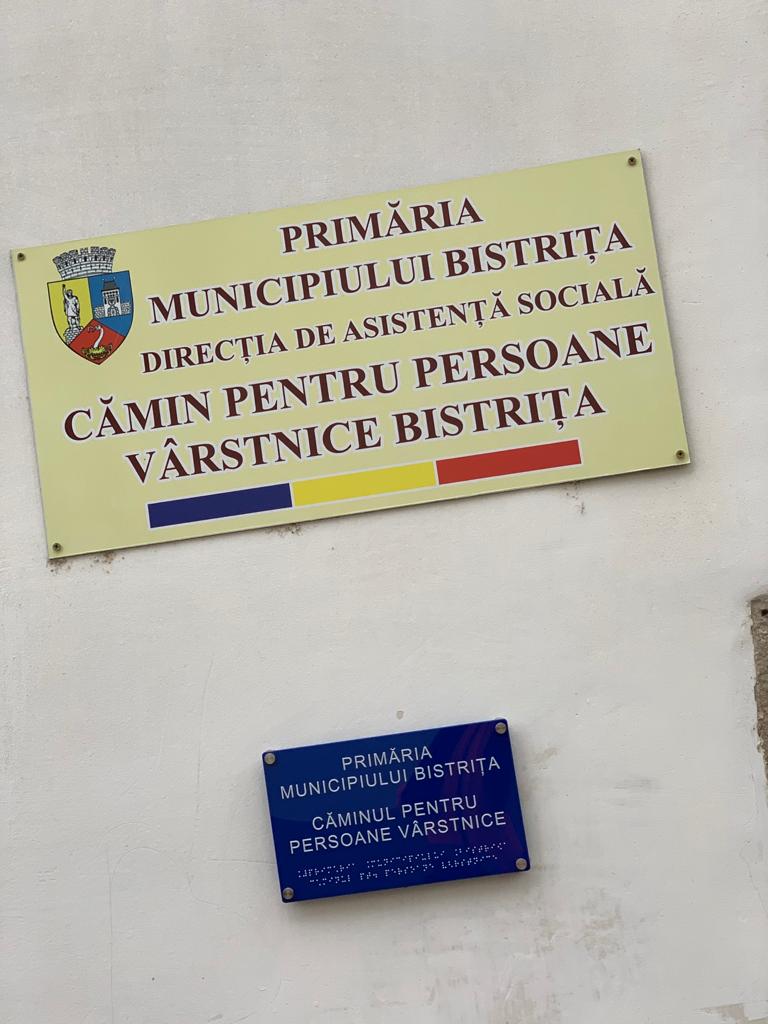 PRIMĂRIA
MUNICIPIULUI BISTRIȚA
DIRECȚIA DE ASISTENȚĂ SOCIALĂ
CĂMIN PENTRU PERSOANE
VÂRSTNICE BISTRIȚA
PRIMĂRIA
MUNICIPIULUI BISTRIȚA
CĂMINUL PENTRU
PERSOANE VÂRSTNICE